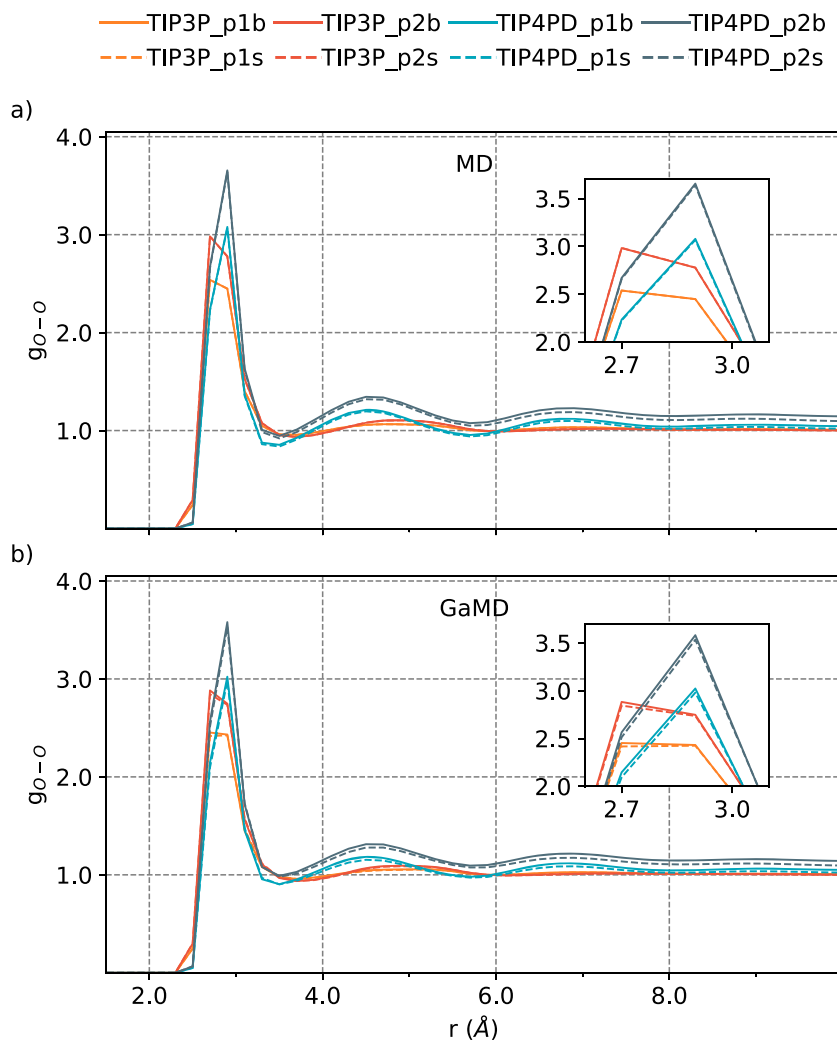 TIP3P_p1b TIP3P_p2b TIP4PD_p1b TIP4PD_p2b
TIP3P_p1s TIP3P_p2s TIP4PD_p1s TIP4PD_p2s
a)
4.0
MD
3.5
3.0
3.0
2.5
2.0
2.0
2.7 3.0
1.0
g_{O-O}
b)
4.0
GaMD
3.5
3.0
3.0
2.5
2.0
2.0
2.7 3.0
1.0
g_{O-O}
2.0 4.0 6.0 8.0
r (Å)